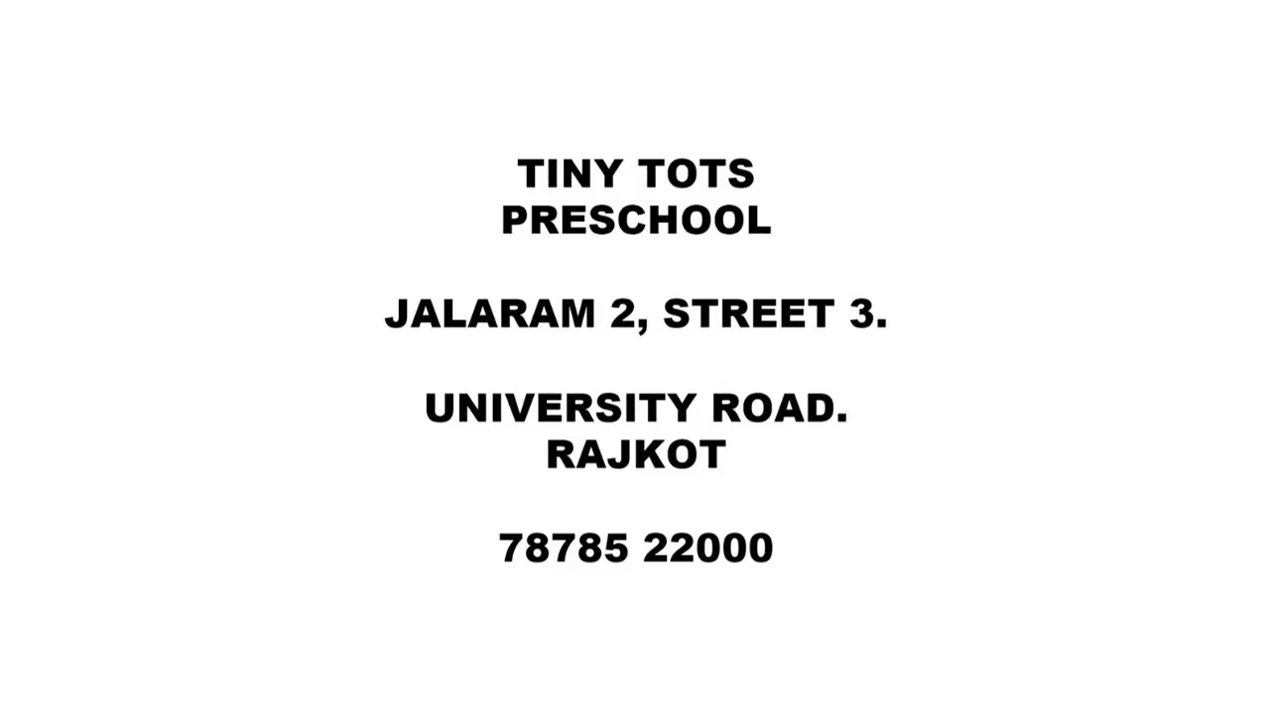 TINY TOTS
PRESCHOOL
JALARAM 2, STREET 3.
UNIVERSITY ROAD.
RAJKOT
78785 22000